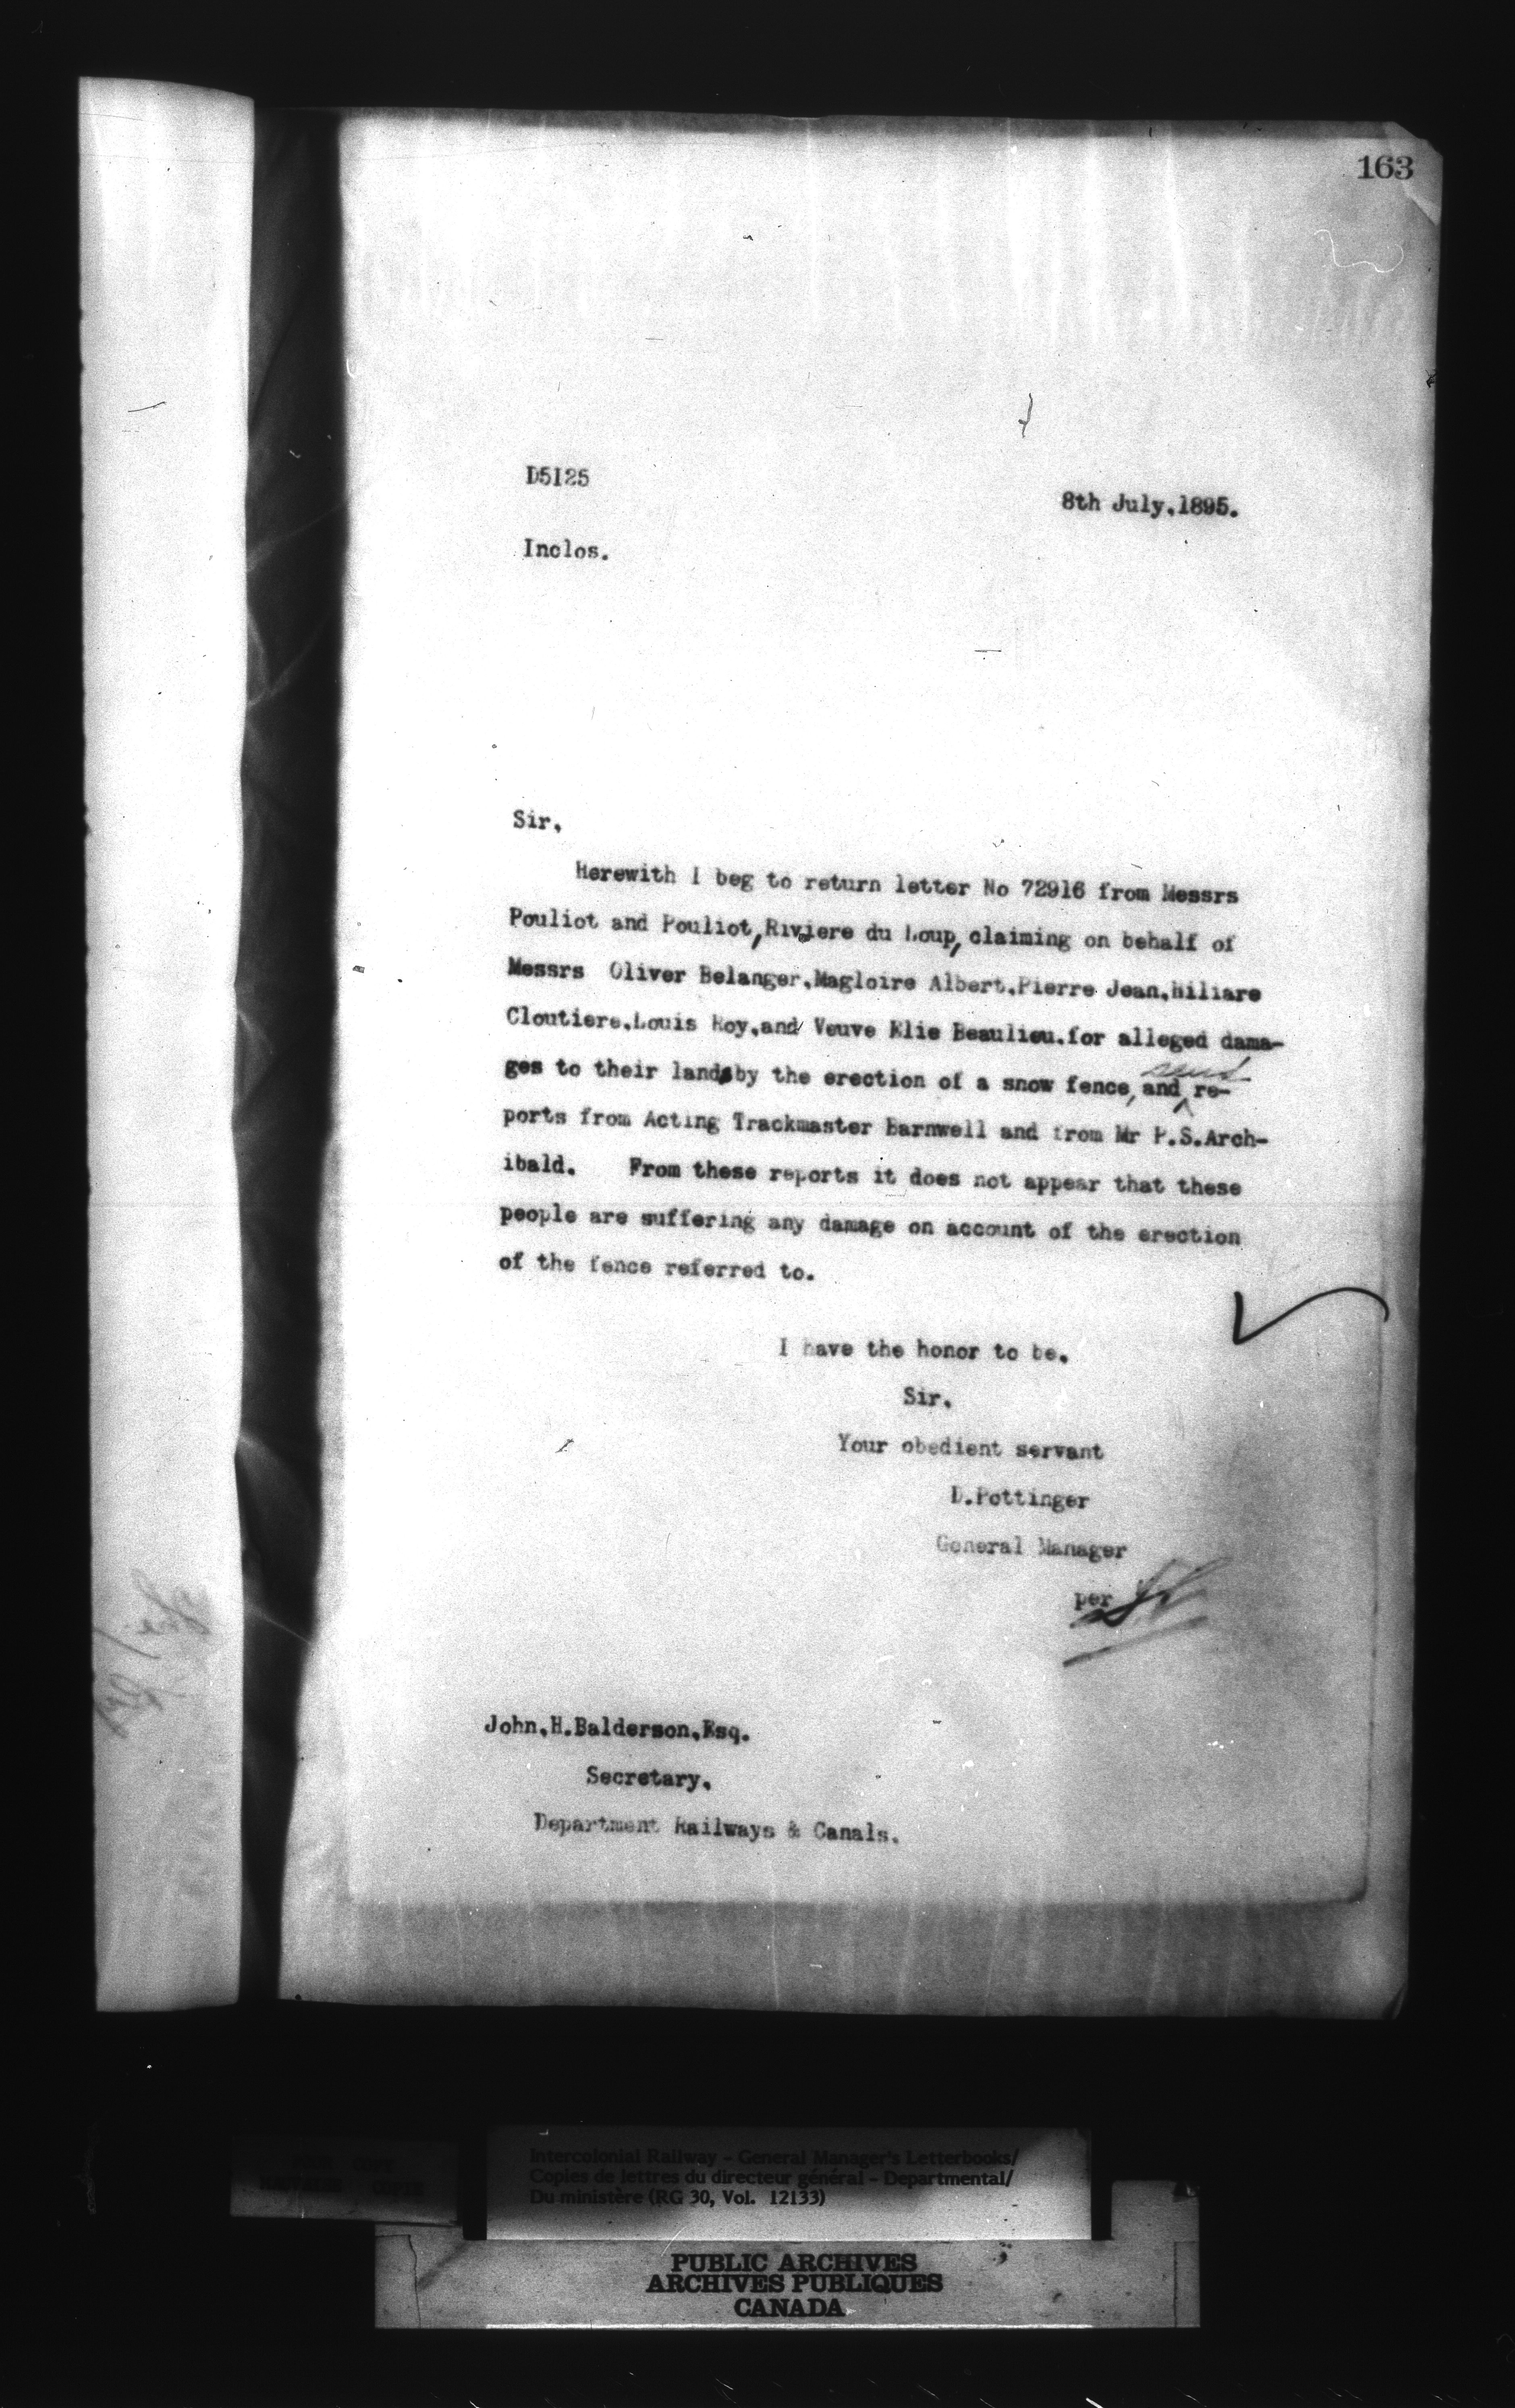 163
D5125
8th July,1895.
Inclos.
Sir,
Herewith I beg to return letter No 72916 from Messrs
Pouliot and Pouliot, Riviere du Loup, claiming on behalf of
Messrs Oliver Belanger,Magloire Albert,Pierre Jean,Hiliare
Cloutiere,Louis Roy,and Veuve Elie Beaulieu.for alleged dama-
ges to their lands by the erection of a snow fence, and send re-
ports from Acting Trackmaster Barnwell and from Mr P.S.Arch-
ibald. From these reports it does not appear that these
people are suffering any damage on account of the erection
of the fence referred to.
I have the honor to be,
Sir,
Your obedient servant
D.Pottinger
General Manager
per
John,H.Balderson,Esq.
Secretary,
Department Railways & Canals.
Intercolonial Railway - General Manager's Letterbooks/
Copies de lettres du directeur général - Departmental/
Du ministère (RG 30, Vol. 12133)
PUBLIC ARCHIVES
ARCHIVES PUBLIQUES
CANADA